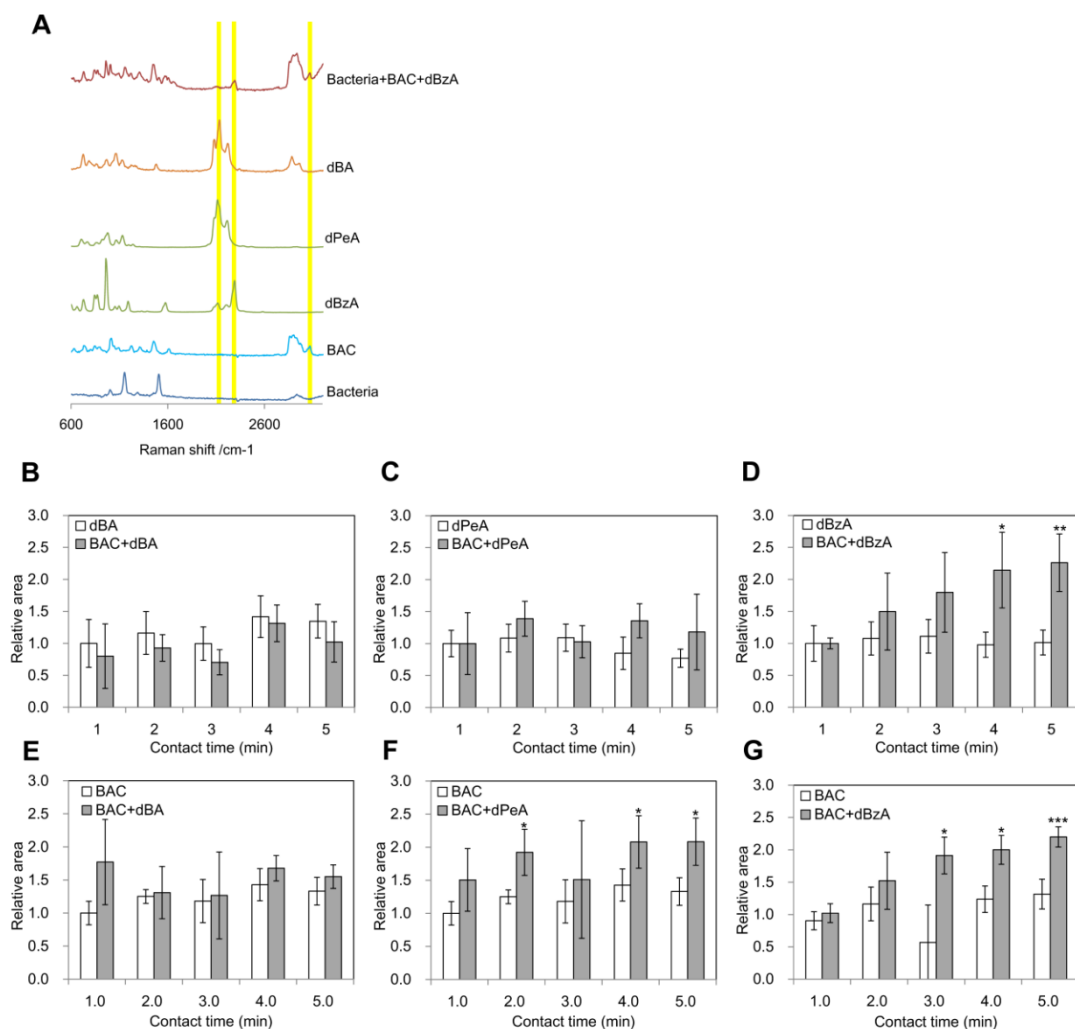 A
Bacteria+BAC+dBzA
dBA
dPeA
dBzA
BAC
Bacteria
600 1600 2600
Raman shift /cm-1
B
3.0
2.5
2.0
1.5
1.0
0.5
0.0
Relative area
dBA
BAC+dBA
1 2 3 4 5
Contact time (min)
C
3.0
2.5
2.0
1.5
1.0
0.5
0.0
Relative area
dPeA
BAC+dPeA
1 2 3 4 5
Contact time (min)
D
3.0
2.5
2.0
1.5
1.0
0.5
0.0
Relative area
dBzA
BAC+dBzA
* **
1 2 3 4 5
Contact time (min)
E
3.0
2.5
2.0
1.5
1.0
0.5
0.0
Relative area
BAC
BAC+dBA
1.0 2.0 3.0 4.0 5.0
Contact time (min)
F
3.0
2.5
2.0
1.5
1.0
0.5
0.0
Relative area
BAC
BAC+dPeA
* * *
1.0 2.0 3.0 4.0 5.0
Contact time (min)
G
3.0
2.5
2.0
1.5
1.0
0.5
0.0
Relative area
BAC
BAC+dBzA
* * ***
1.0 2.0 3.0 4.0 5.0
Contact time (min)